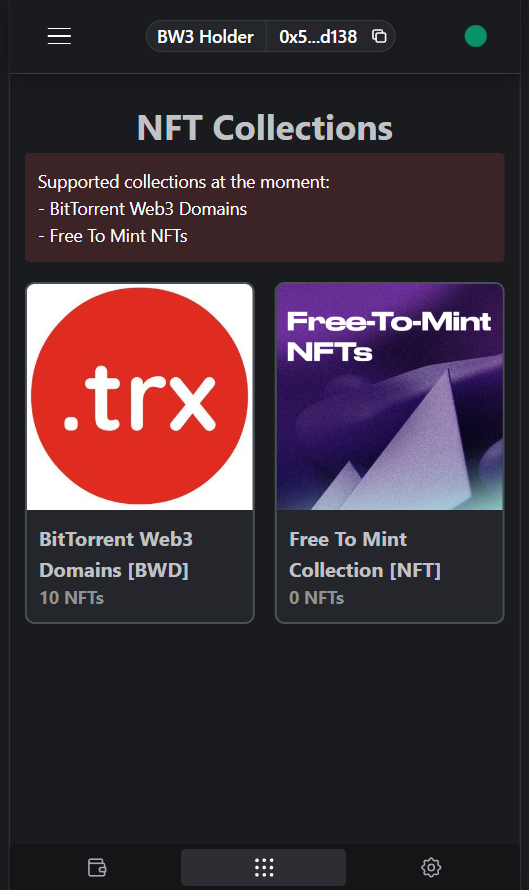 BW3 Holder 0x5...d138
NFT Collections
Supported collections at the moment:
- BitTorrent Web3 Domains
- Free To Mint NFTs
.trx
BitTorrent Web3
Domains [BWD]
10 NFTs
Free-To-Mint
NFTs
Free To Mint
Collection [NFT]
0 NFTs